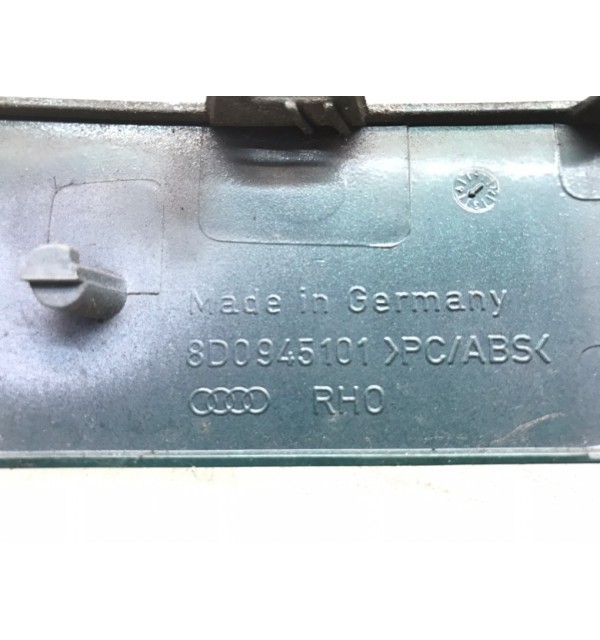 Made in Germany
8D0945101 >PC/ABS<
RHO